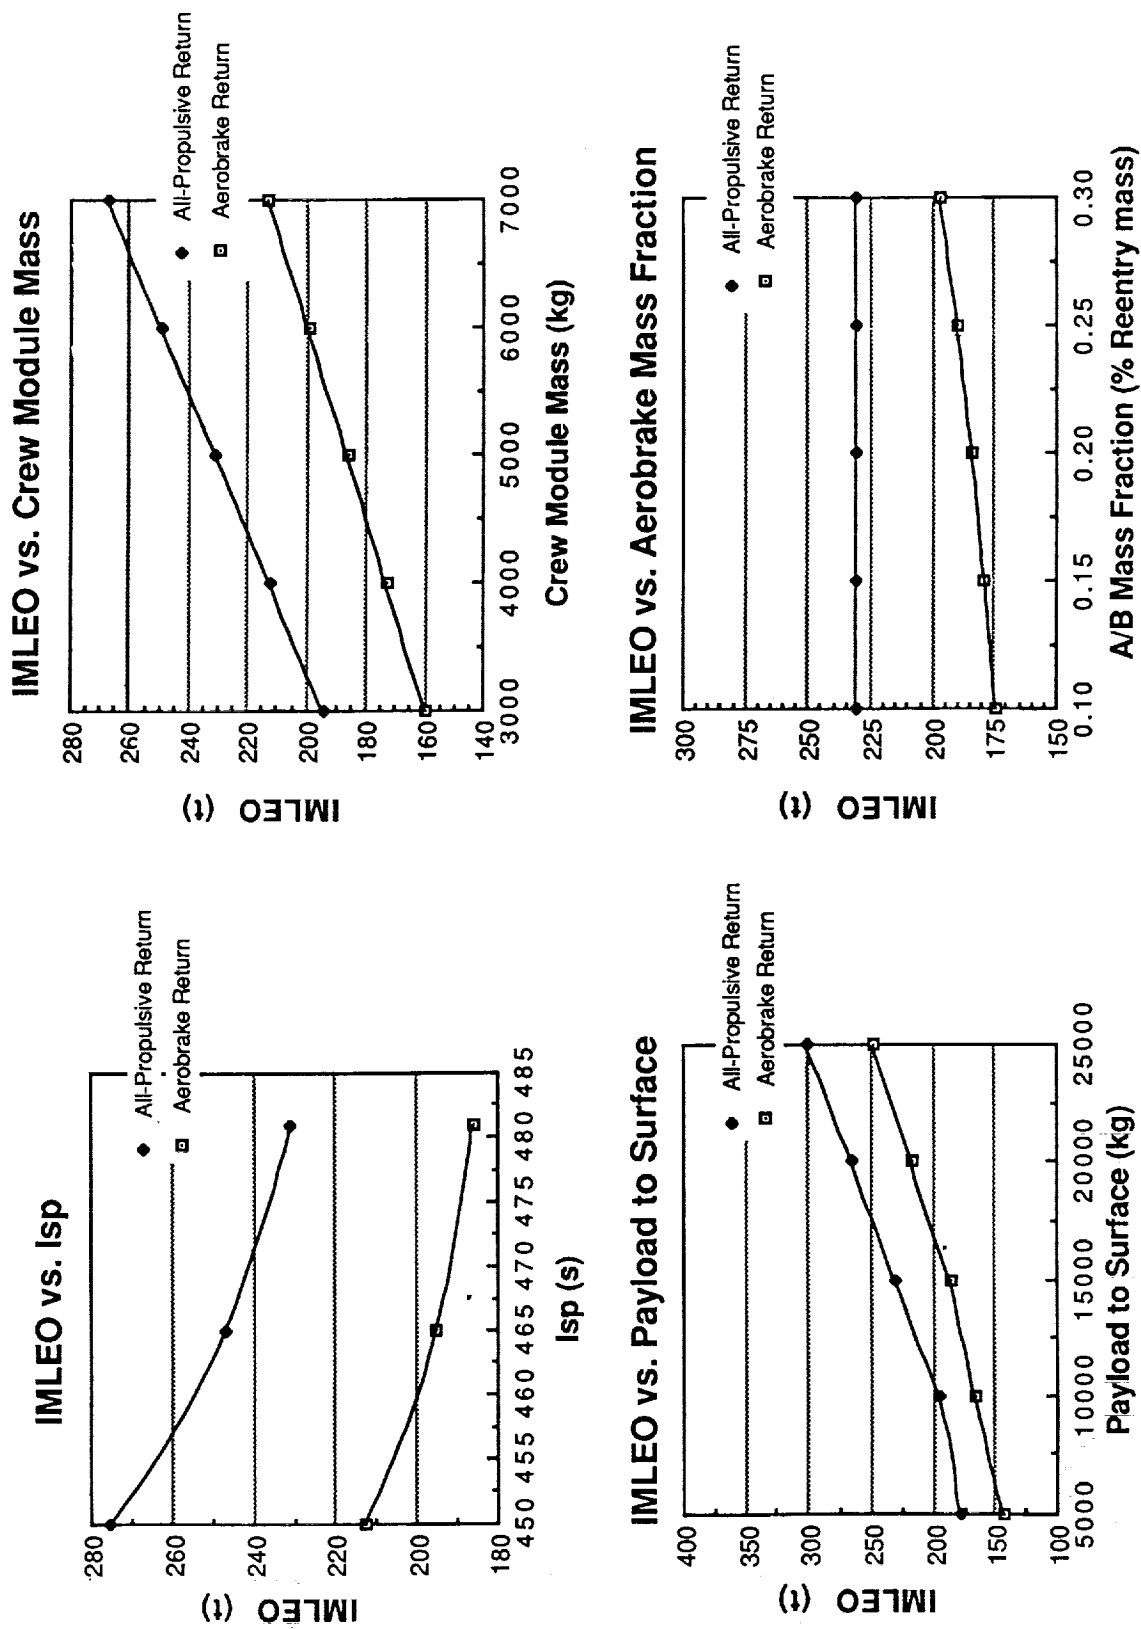 IMLEO vs. Isp
280
260
240
220
200
180
IMLEO (t)
450 455 460 465 470 475 480 485
Isp (s)
All-Propulsive Return
Aerobrake Return
IMLEO vs. Crew Module Mass
280
260
240
220
200
180
160
140
IMLEO (t)
3000 4000 5000 6000 7000
Crew Module Mass (kg)
All-Propulsive Return
Aerobrake Return
IMLEO vs. Payload to Surface
400
350
300
250
200
150
100
IMLEO (t)
5000 10000 15000 20000 25000
Payload to Surface (kg)
All-Propulsive Return
Aerobrake Return
IMLEO vs. Aerobrake Mass Fraction
300
275
250
225
200
175
150
IMLEO (t)
0.10 0.15 0.20 0.25 0.30
A/B Mass Fraction (% Reentry mass)
All-Propulsive Return
Aerobrake Return